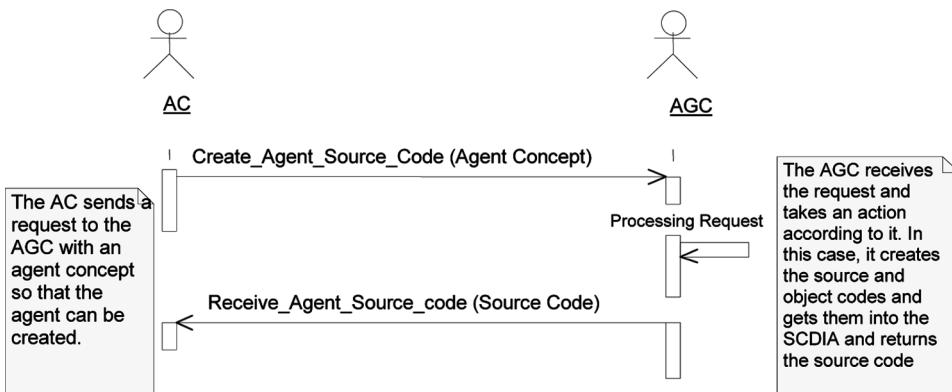 AC
AGC
Create_Agent_Source_Code (Agent Concept)
The AC sends a
request to the
AGC with an
agent concept
so that the
agent can be
created.
Processing Request
Receive_Agent_Source_code (Source Code)
The AGC receives
the request and
takes an action
according to it. In
this case, it creates
the source and
object codes and
gets them into the
SCDIA and returns
the source code